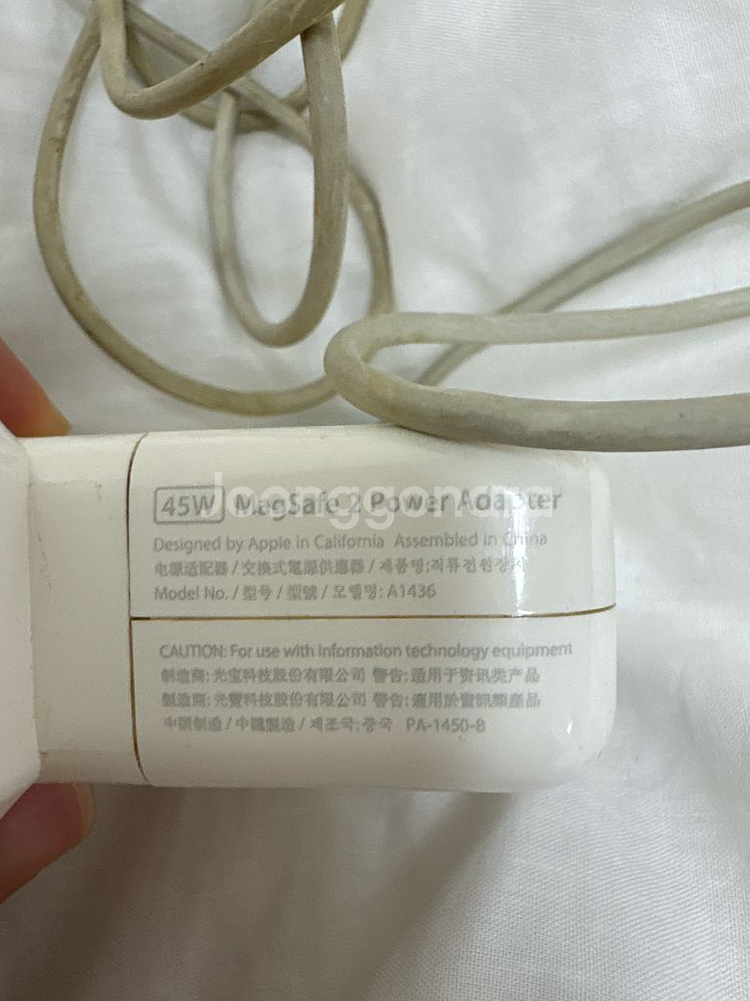 45W MagSafe 2 Power Adapter
Joonggonara
Designed by Apple in California Assembled in China
电源适配器 / 交換式電源供應器 / 제품명:직류전원장치
Model No. / 型号 / 型號 / 모델명: A1436
CAUTION: For use with information technology equipment
制造商: 光宝科技股份有限公司 警告: 适用于资讯类产品
製造商: 光寶科技股份有限公司 警告: 適用於資訊類産品
中国制造 / 中國製造 / 제조국: 중국 PA-1450-B